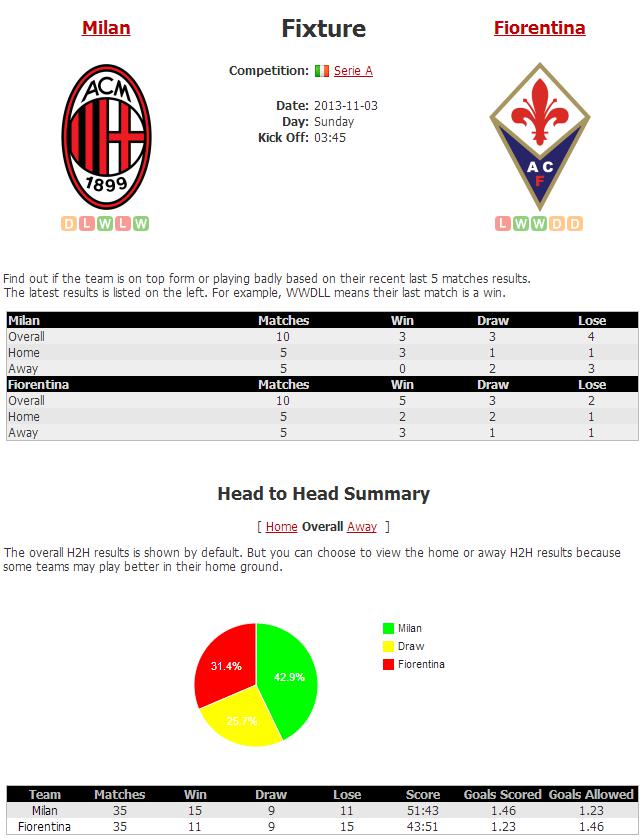 Milan
Fixture
Fiorentina
Competition: Serie A
Date: 2013-11-03
Day: Sunday
Kick Off: 03:45
ACM
1899
A C
F
D L W L W
L W W D D
Find out if the team is on top form or playing badly based on their recent last 5 matches results.
The latest results is listed on the left. For example, WWDLL means their last match is a win.
Milan Matches Win Draw Lose
Overall 10 3 3 4
Home 5 3 1 1
Away 5 0 2 3
Fiorentina Matches Win Draw Lose
Overall 10 5 3 2
Home 5 2 2 1
Away 5 3 1 1
Head to Head Summary
[ Home Overall Away ]
The overall H2H results is shown by default. But you can choose to view the home or away H2H results because
some teams may play better in their home ground.
Milan
Draw
Fiorentina
31.4%
42.9%
25.7%
Team Matches Win Draw Lose Score Goals Scored Goals Allowed
Milan 35 15 9 11 51:43 1.46 1.23
Fiorentina 35 11 9 15 43:51 1.23 1.46